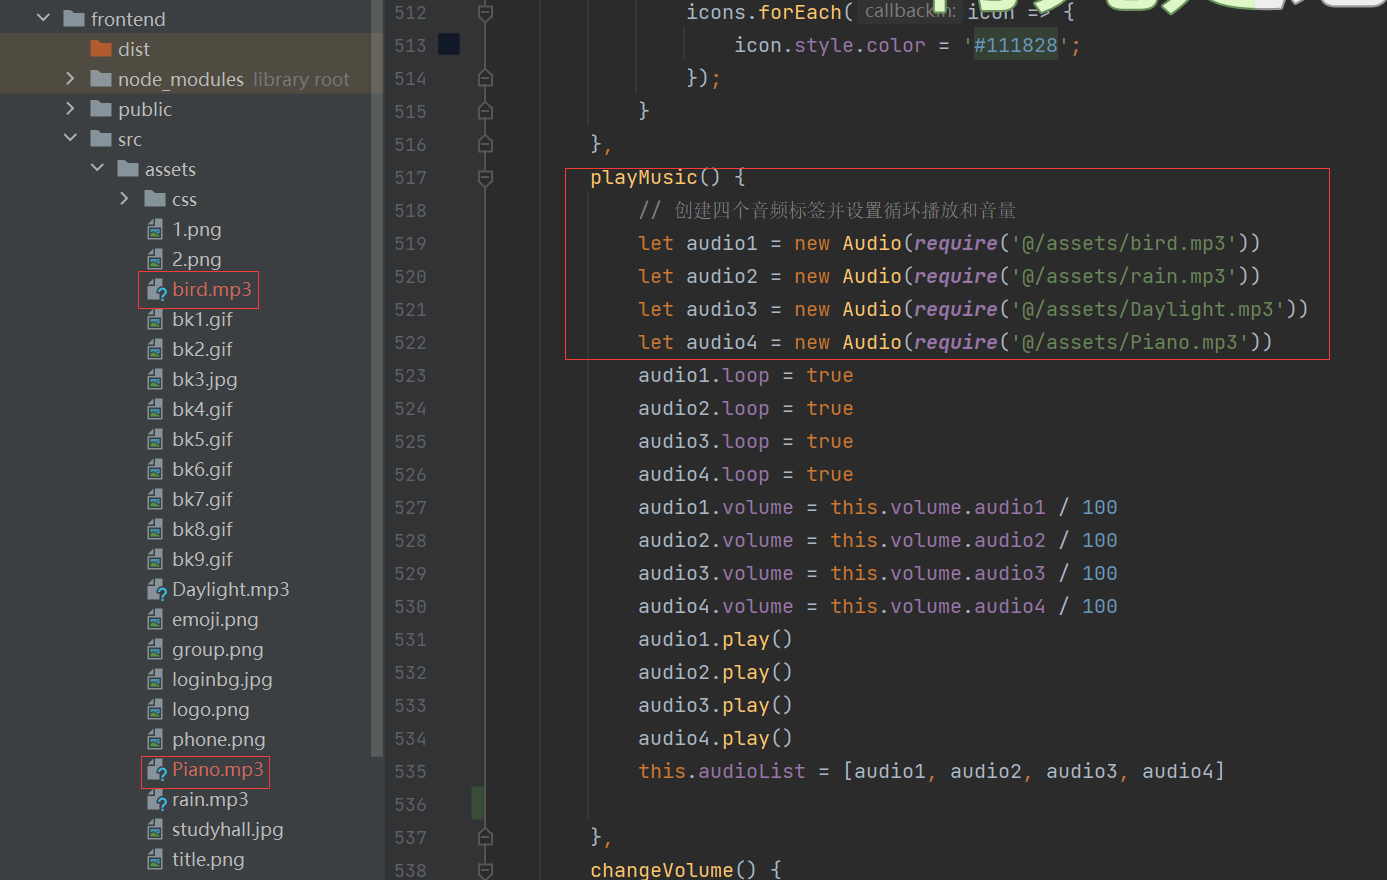 frontend
dist
node_modules library root
public
src
assets
css
1.png
2.png
bird.mp3
bk1.gif
bk2.gif
bk3.jpg
bk4.gif
bk5.gif
bk6.gif
bk7.gif
bk8.gif
bk9.gif
Daylight.mp3
emoji.png
group.png
loginbg.jpg
logo.png
phone.png
Piano.mp3
rain.mp3
studyhall.jpg
title.png
512 icons.forEach( callbackfn: icon => {
513 icon.style.color = '#111828';
514 });
515 }
516 },
517 playMusic() {
518 // 创建四个音频标签并设置循环播放和音量
519 let audio1 = new Audio(require('@/assets/bird.mp3'))
520 let audio2 = new Audio(require('@/assets/rain.mp3'))
521 let audio3 = new Audio(require('@/assets/Daylight.mp3'))
522 let audio4 = new Audio(require('@/assets/Piano.mp3'))
523 audio1.loop = true
524 audio2.loop = true
525 audio3.loop = true
526 audio4.loop = true
527 audio1.volume = this.volume.audio1 / 100
528 audio2.volume = this.volume.audio2 / 100
529 audio3.volume = this.volume.audio3 / 100
530 audio4.volume = this.volume.audio4 / 100
531 audio1.play()
532 audio2.play()
533 audio3.play()
534 audio4.play()
535 this.audioList = [audio1, audio2, audio3, audio4]
536
537 },
538 changeVolume() {